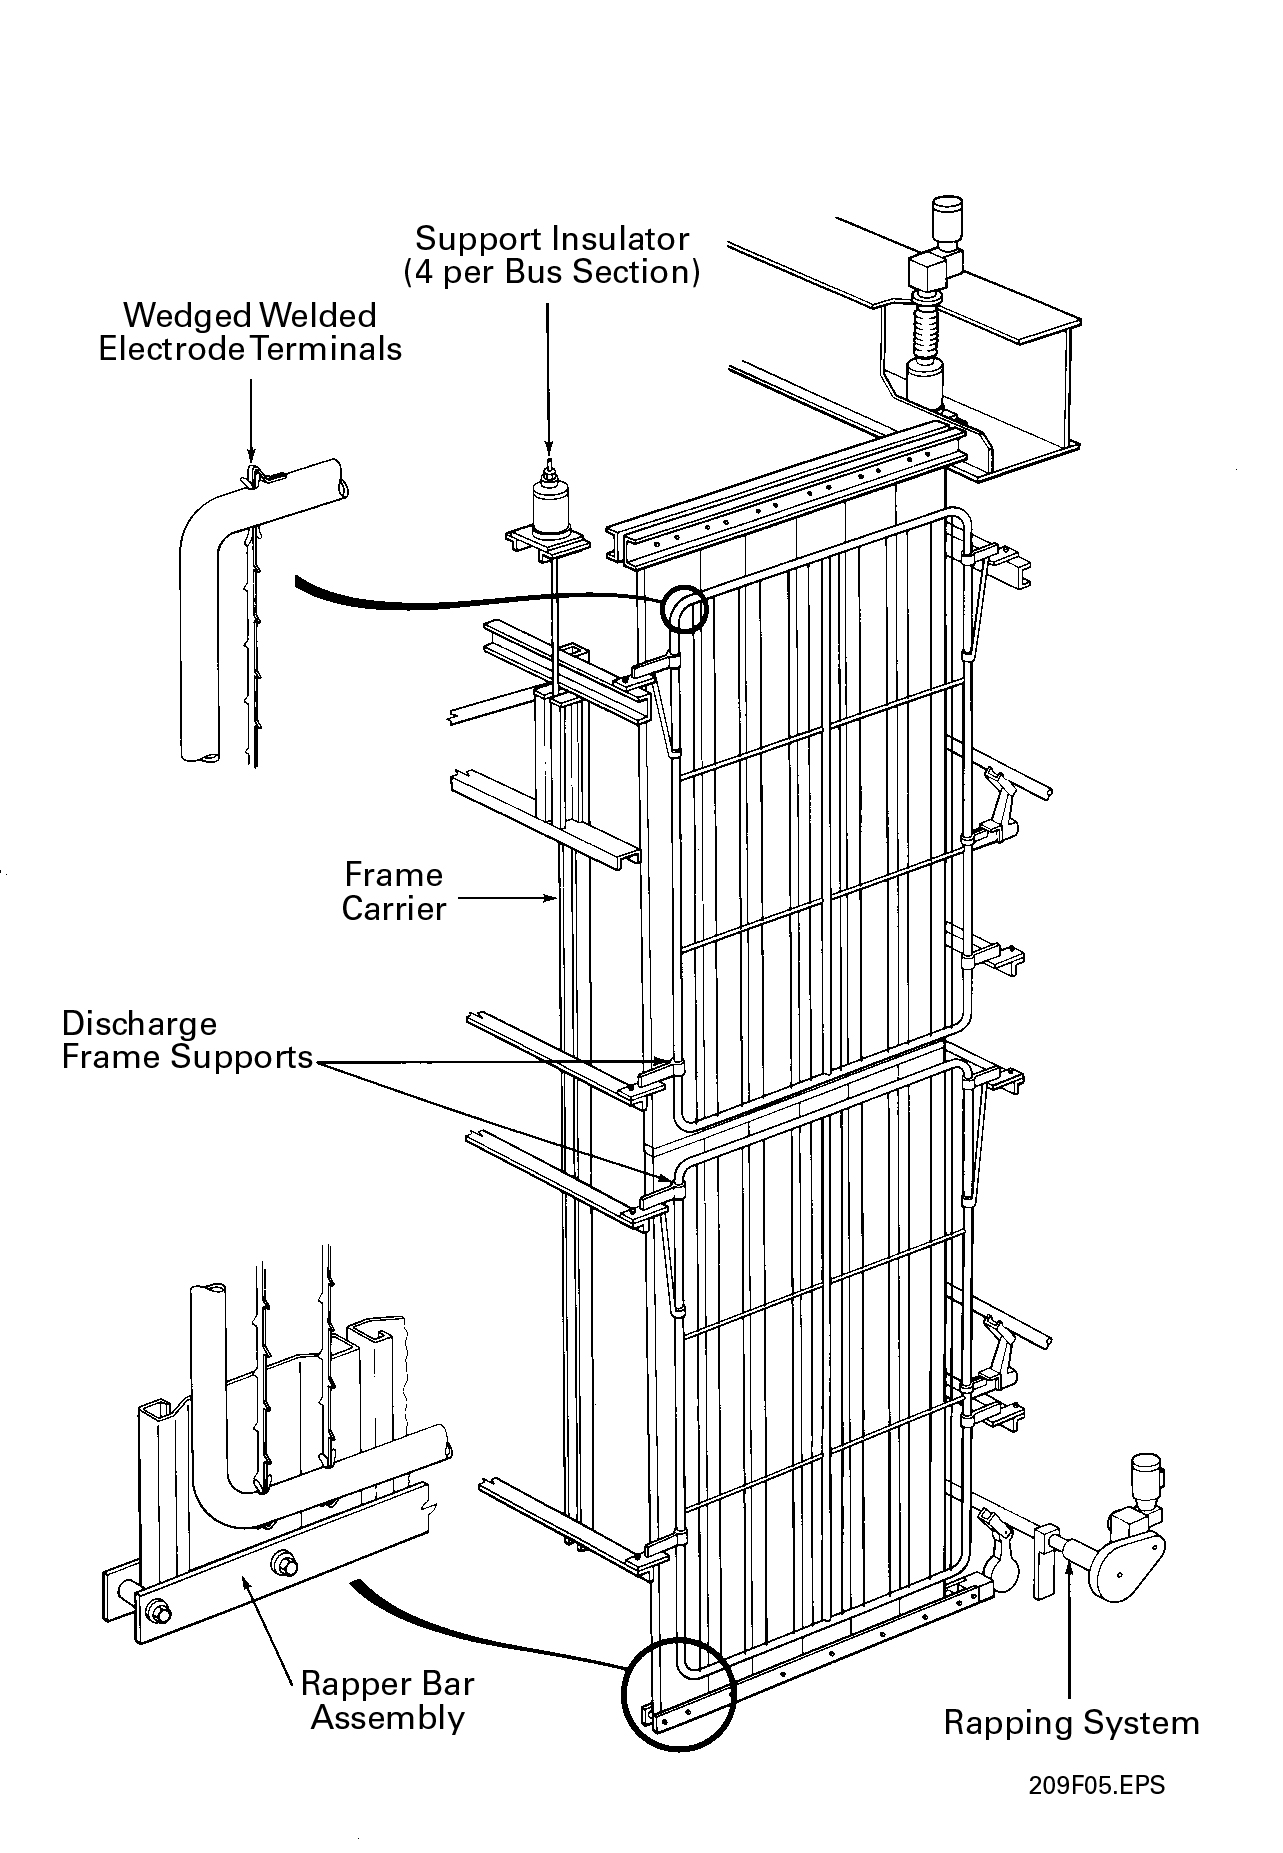 Support Insulator
(4 per Bus Section)
Wedged Welded
Electrode Terminals
Frame
Carrier
Discharge
Frame Supports
Rapper Bar
Assembly
Rapping System
209F05.EPS